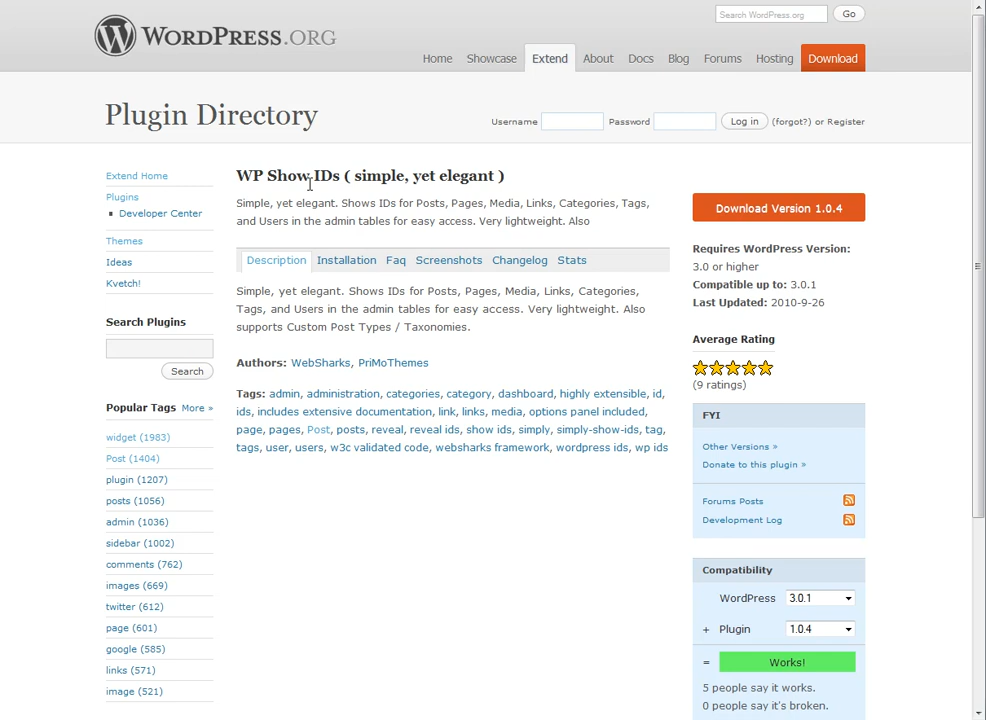 WORDPRESS.ORG
Search WordPress.org
Go
Home
Showcase
Extend
About
Docs
Blog
Forums
Hosting
Download
Plugin Directory
Username
Password
Log in
(forgot?) or Register
Extend Home
Plugins
Developer Center
Themes
Ideas
Kvetch!
Search Plugins
Search
Popular Tags More »
widget (1983)
Post (1404)
plugin (1207)
posts (1056)
admin (1036)
sidebar (1002)
comments (762)
images (669)
twitter (612)
page (601)
google (585)
links (571)
image (521)
WP Show IDs ( simple, yet elegant )
Simple, yet elegant. Shows IDs for Posts, Pages, Media, Links, Categories, Tags,
and Users in the admin tables for easy access. Very lightweight. Also
Description
Installation
Faq
Screenshots
Changelog
Stats
Simple, yet elegant. Shows IDs for Posts, Pages, Media, Links, Categories,
Tags, and Users in the admin tables for easy access. Very lightweight. Also
supports Custom Post Types / Taxonomies.
Authors: WebSharks, PriMoThemes
Tags: admin, administration, categories, category, dashboard, highly extensible, id,
ids, includes extensive documentation, link, links, media, options panel included,
page, pages, Post, posts, reveal, reveal ids, show ids, simply, simply-show-ids, tag,
tags, user, users, w3c validated code, websharks framework, wordpress ids, wp ids
Download Version 1.0.4
Requires WordPress Version:
3.0 or higher
Compatible up to: 3.0.1
Last Updated: 2010-9-26
Average Rating
(9 ratings)
FYI
Other Versions »
Donate to this plugin »
Forums Posts
Development Log
Compatibility
WordPress 3.0.1
+ Plugin 1.0.4
= Works!
5 people say it works.
0 people say it's broken.